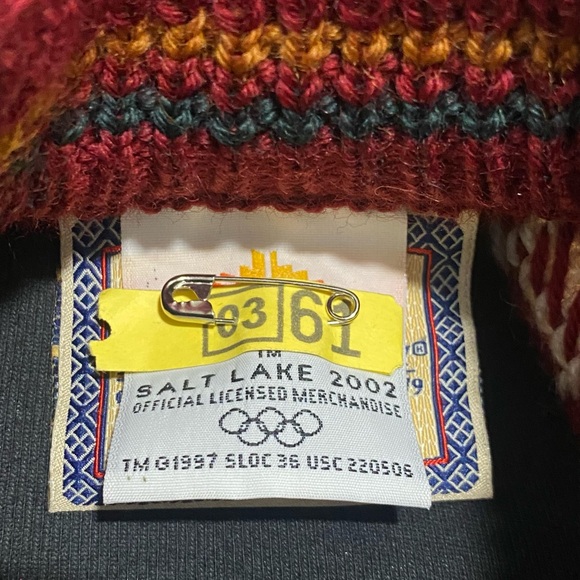 03 61
TM
SALT LAKE 2002
OFFICIAL LICENSED MERCHANDISE
TM ©1997 SLOC 36 USC 220506